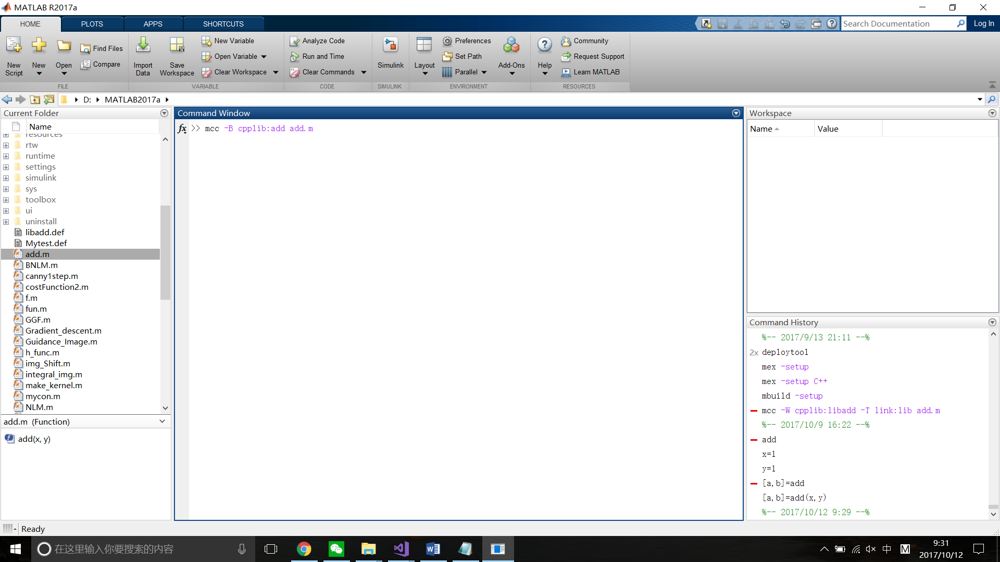 MATLAB R2017a
HOME PLOTS APPS SHORTCUTS
Search Documentation Log In
New Script
New
Open
Find Files
Compare
FILE
Import Data
Save Workspace
New Variable
Open Variable
Clear Workspace
VARIABLE
Analyze Code
Run and Time
Clear Commands
CODE
Simulink
SIMULINK
Layout
Preferences
Set Path
Parallel
Add-Ons
ENVIRONMENT
Help
Community
Request Support
Learn MATLAB
RESOURCES
D: MATLAB2017a
Current Folder
Name
resources
rtw
runtime
settings
simulink
sys
toolbox
ui
uninstall
libadd.def
Mytest.def
add.m
BNLM.m
canny1step.m
costFunction2.m
f.m
fun.m
GGF.m
Gradient_descent.m
Guidance_Image.m
h_func.m
img_Shift.m
integral_img.m
make_kernel.m
mycon.m
NLM.m
add.m (Function)
add(x, y)
Command Window
fx >> mcc -B cpplib:add add.m
Workspace
Name Value
Command History
%-- 2017/9/13 21:11 --%
2x deploytool
mex -setup
mex -setup C++
mbuild -setup
mcc -W cpplib:libadd -T link:lib add.m
%-- 2017/10/9 16:22 --%
add
x=1
y=1
[a,b]=add
[a,b]=add(x,y)
%-- 2017/10/12 9:29 --%
Ready
在这里输入你要搜索的内容
中 M
9:31
2017/10/12